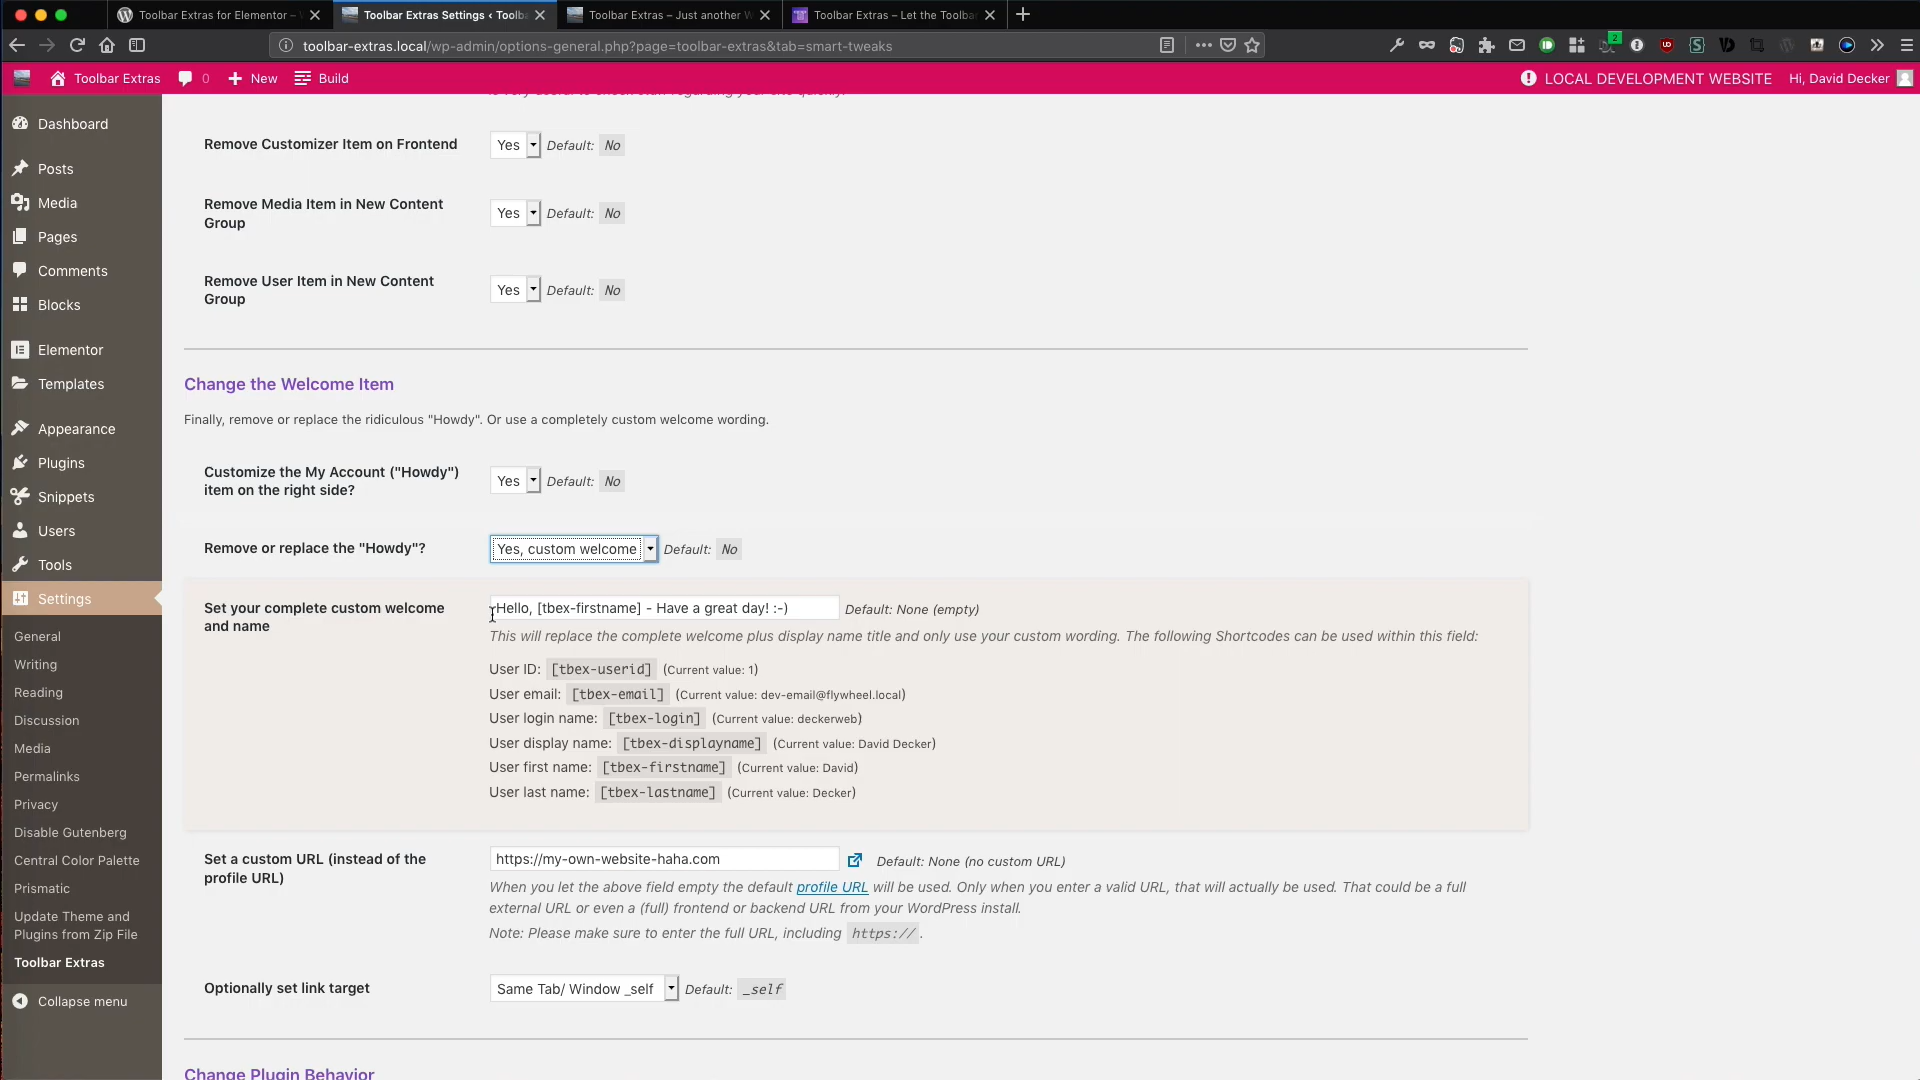 Toolbar Extras for Elementor –
Toolbar Extras Settings ‹ Toolb
Toolbar Extras – Just another W
Toolbar Extras – Let the Toolba
toolbar-extras.local/wp-admin/options-general.php?page=toolbar-extras&tab=smart-tweaks
2
Toolbar Extras
0
New
Build
LOCAL DEVELOPMENT WEBSITE
Hi, David Decker
Dashboard
Posts
Media
Pages
Comments
Blocks
Elementor
Templates
Appearance
Plugins
Snippets
Users
Tools
Settings
General
Writing
Reading
Discussion
Media
Permalinks
Privacy
Disable Gutenberg
Central Color Palette
Prismatic
Update Theme and
Plugins from Zip File
Toolbar Extras
Collapse menu
Remove Customizer Item on Frontend
Yes Default: No
Remove Media Item in New Content
Group
Yes Default: No
Remove User Item in New Content
Group
Yes Default: No
Change the Welcome Item
Finally, remove or replace the ridiculous "Howdy". Or use a completely custom welcome wording.
Customize the My Account ("Howdy")
item on the right side?
Yes Default: No
Remove or replace the "Howdy"?
Yes, custom welcome Default: No
Set your complete custom welcome
and name
Hello, [tbex-firstname] - Have a great day! :-) Default: None (empty)
This will replace the complete welcome plus display name title and only use your custom wording. The following Shortcodes can be used within this field:
User ID: [tbex-userid] (Current value: 1)
User email: [tbex-email] (Current value: dev-email@flywheel.local)
User login name: [tbex-login] (Current value: deckerweb)
User display name: [tbex-displayname] (Current value: David Decker)
User first name: [tbex-firstname] (Current value: David)
User last name: [tbex-lastname] (Current value: Decker)
Set a custom URL (instead of the
profile URL)
https://my-own-website-haha.com Default: None (no custom URL)
When you let the above field empty the default profile URL will be used. Only when you enter a valid URL, that will actually be used. That could be a full
external URL or even a (full) frontend or backend URL from your WordPress install.
Note: Please make sure to enter the full URL, including https:// .
Optionally set link target
Same Tab/ Window _self Default: _self
Change Plugin Behavior